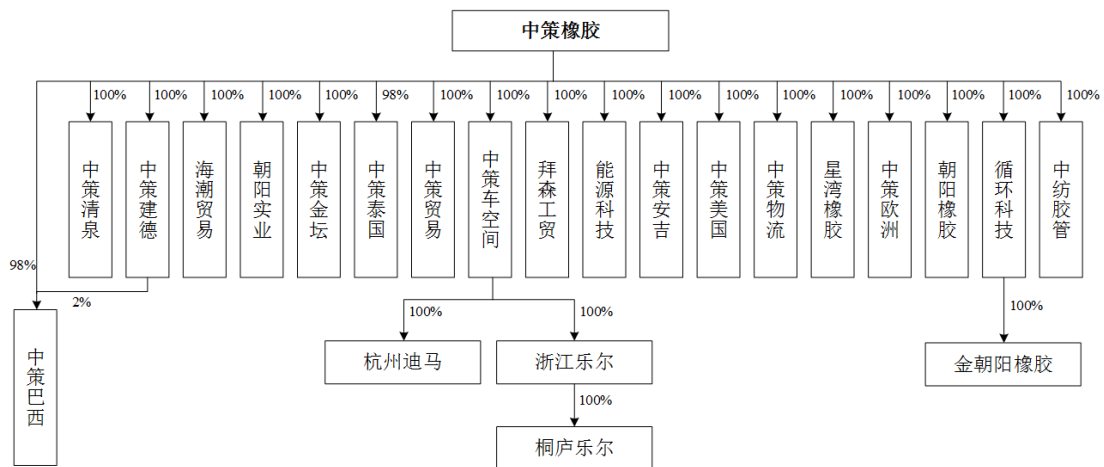 中策橡胶
100%
100%
100%
100%
100%
98%
100%
100%
100%
100%
100%
100%
100%
100%
100%
100%
100%
100%
中策清泉
中策建德
海潮贸易
朝阳实业
中策金坛
中策泰国
中策贸易
中策车空间
拜森工贸
能源科技
中策安吉
中策美国
中策物流
星湾橡胶
中策欧洲
朝阳橡胶
循环科技
中纺胶管
98%
2%
100%
100%
100%
中策巴西
杭州迪马
浙江乐尔
金朝阳橡胶
100%
桐庐乐尔